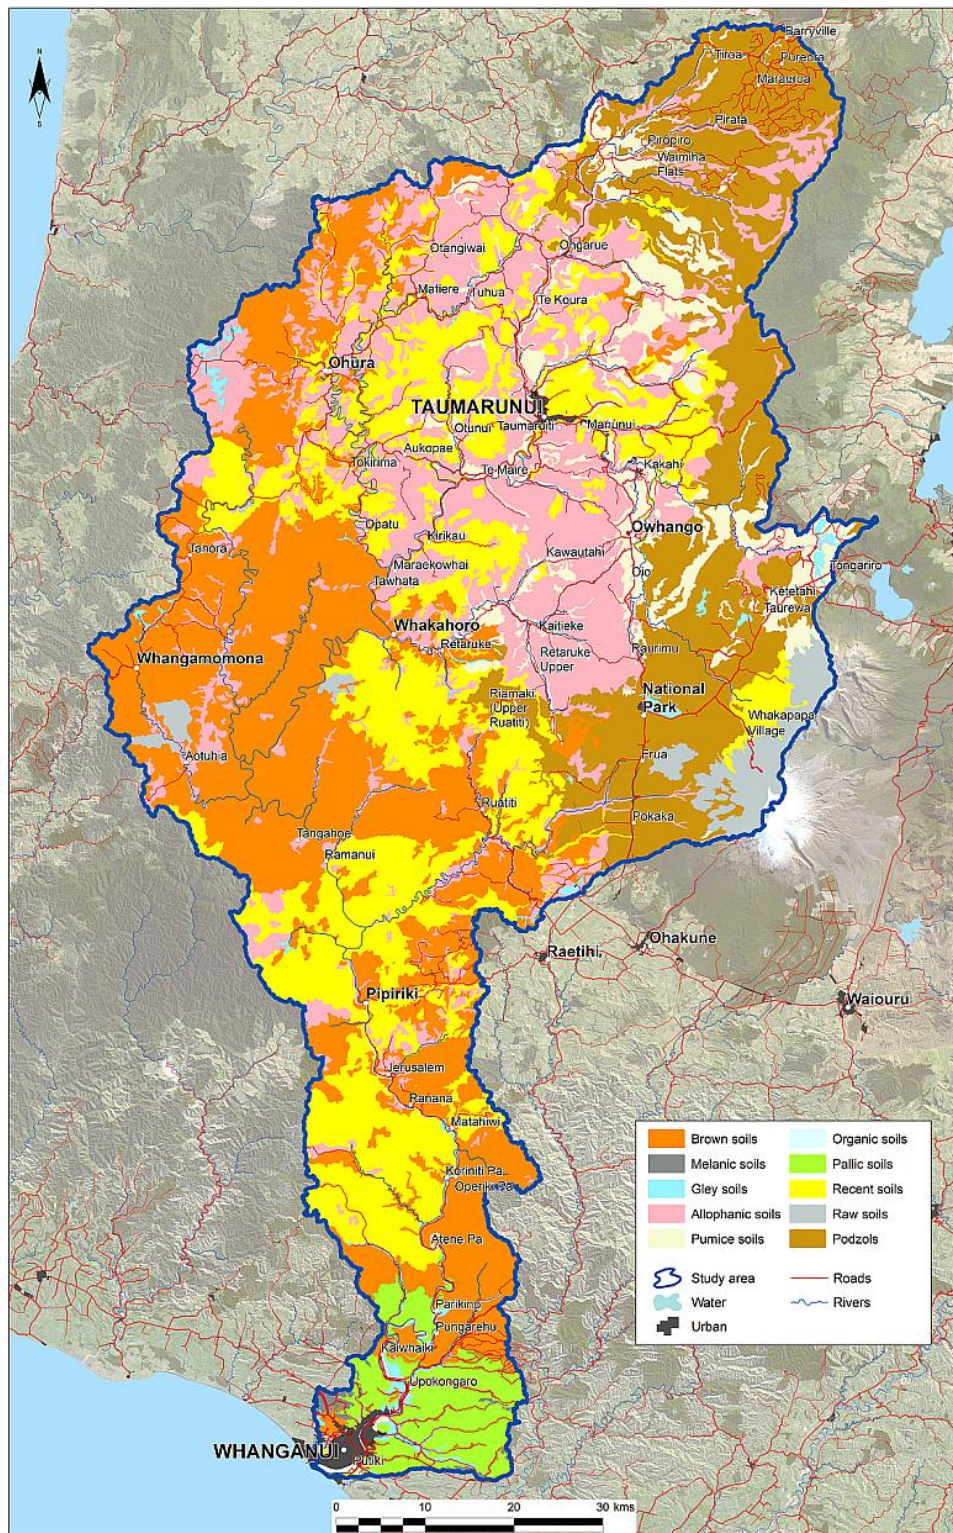 N
S
Barryville
Tiroa
Pureora
Maraeroa
Pirata
Piropiro
Waimiha
Flats
Otangiwai
Ongarue
Matiere
Tuhua
Te Koura
Ohura
TAUMARUNUI
Otunui
Taumaruiti
Manunui
Aukopae
Tokirima
Te Maire
Kakahi
Opatu
Kirikau
Owhango
Tanora
Kawautahi
Maraekowhai
Oio
Tongariro
Tawhata
Ketetahi
Taurewa
Whakahoro
Kaitieke
Retaruke
Raurimu
Whangamomona
Retaruke
Upper
National
Park
Riamaki
(Upper
Ruatiti)
Whakapapa
Village
Aotuhia
Erua
Ruatiti
Pokaka
Tangahoe
Ramanui
Ohakune
Raetihi
Pipiriki
Waiouru
Jerusalem
Ranana
Matahiwi
Koriniti Pa
Operiki Pa
Atene Pa
Parikino
Pungarehu
Kaiwhaiki
Upokongaro
WHANGANUI
Putiki
Brown soils
Organic soils
Melanic soils
Pallic soils
Gley soils
Recent soils
Allophanic soils
Raw soils
Pumice soils
Podzols
Study area
Roads
Water
Rivers
Urban
0 10 20 30 kms